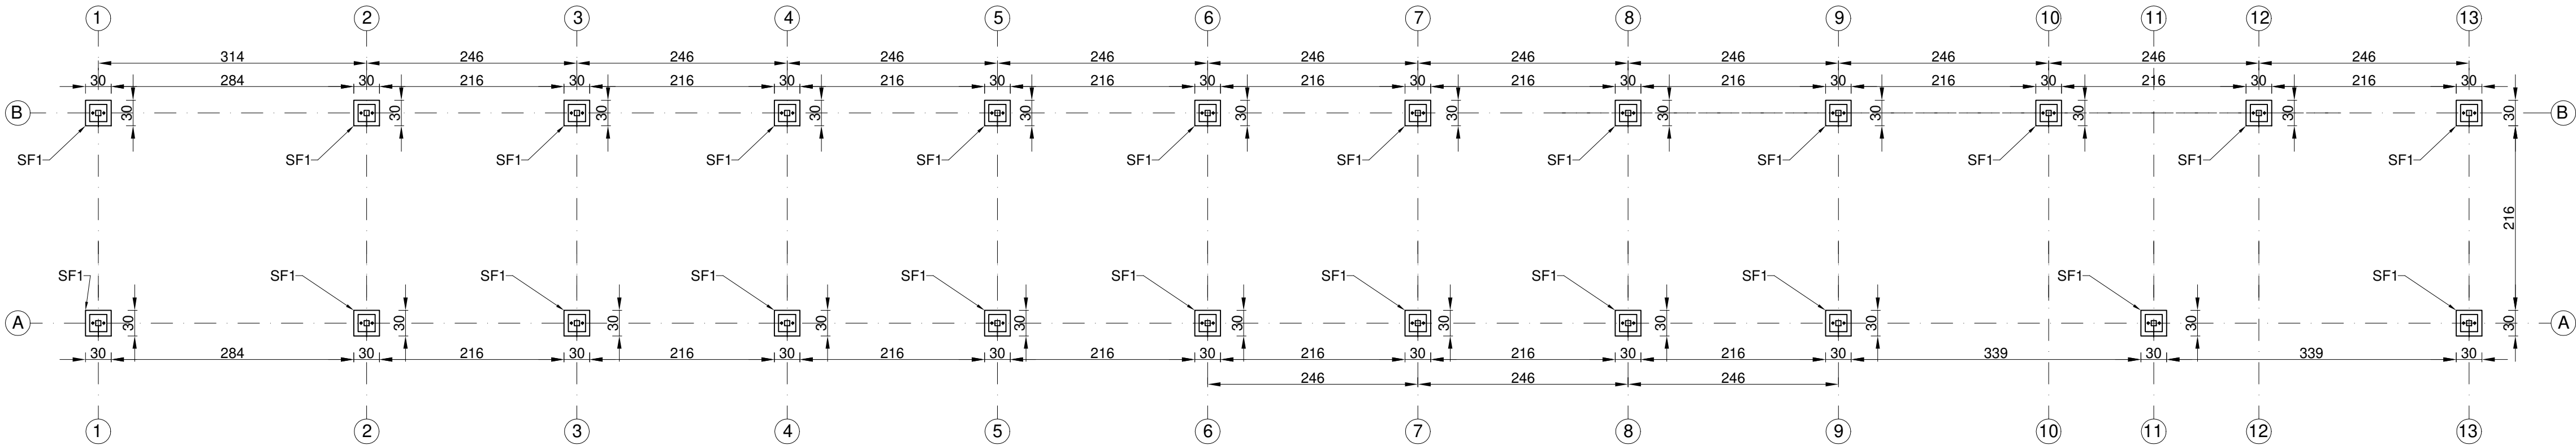 1 2 3 4 5 6 7 8 9 10 11 12 13
314 246 246 246 246 246 246 246 246 246 246
30 284 30 216 30 216 30 216 30 216 30 216 30 216 30 216 30 216 30 216 30 216 30
B 30 30 30 30 30 30 30 30 30 30 30 30 B
SF1 SF1 SF1 SF1 SF1 SF1 SF1 SF1 SF1 SF1 SF1 SF1
216
SF1 SF1 SF1 SF1 SF1 SF1 SF1 SF1 SF1 SF1 SF1
A 30 30 30 30 30 30 30 30 30 30 30 A
30 284 30 216 30 216 30 216 30 216 30 216 30 216 30 216 30 339 30 339 30
246 246 246
1 2 3 4 5 6 7 8 9 10 11 12 13